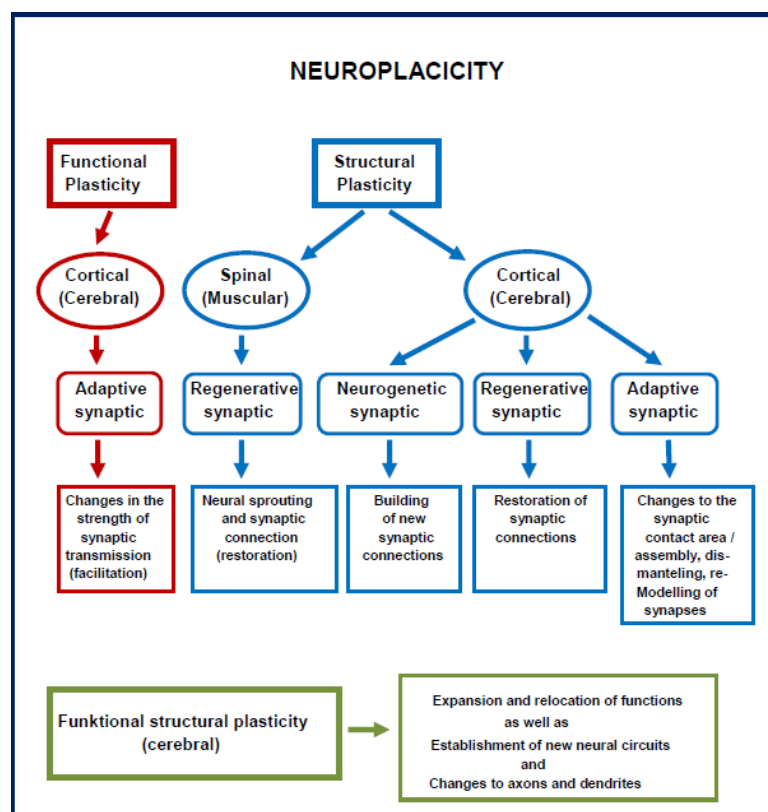 NEUROPLACICITY
Functional
Plasticity
Structural
Plasticity
Cortical
(Cerebral)
Spinal
(Muscular)
Cortical
(Cerebral)
Adaptive
synaptic
Regenerative
synaptic
Neurogenetic
synaptic
Regenerative
synaptic
Adaptive
synaptic
Changes in the
strength of
synaptic
transmission
(facilitation)
Neural sprouting
and synaptic
connection
(restoration)
Building
of new
synaptic
connections
Restoration of
synaptic
connections
Changes to the
synaptic
contact area /
assembly, dis-
manteling, re-
Modelling of
synapses
Funktional structural plasticity
(cerebral)
Expansion and relocation of functions
as well as
Establishment of new neural circuits
and
Changes to axons and dendrites